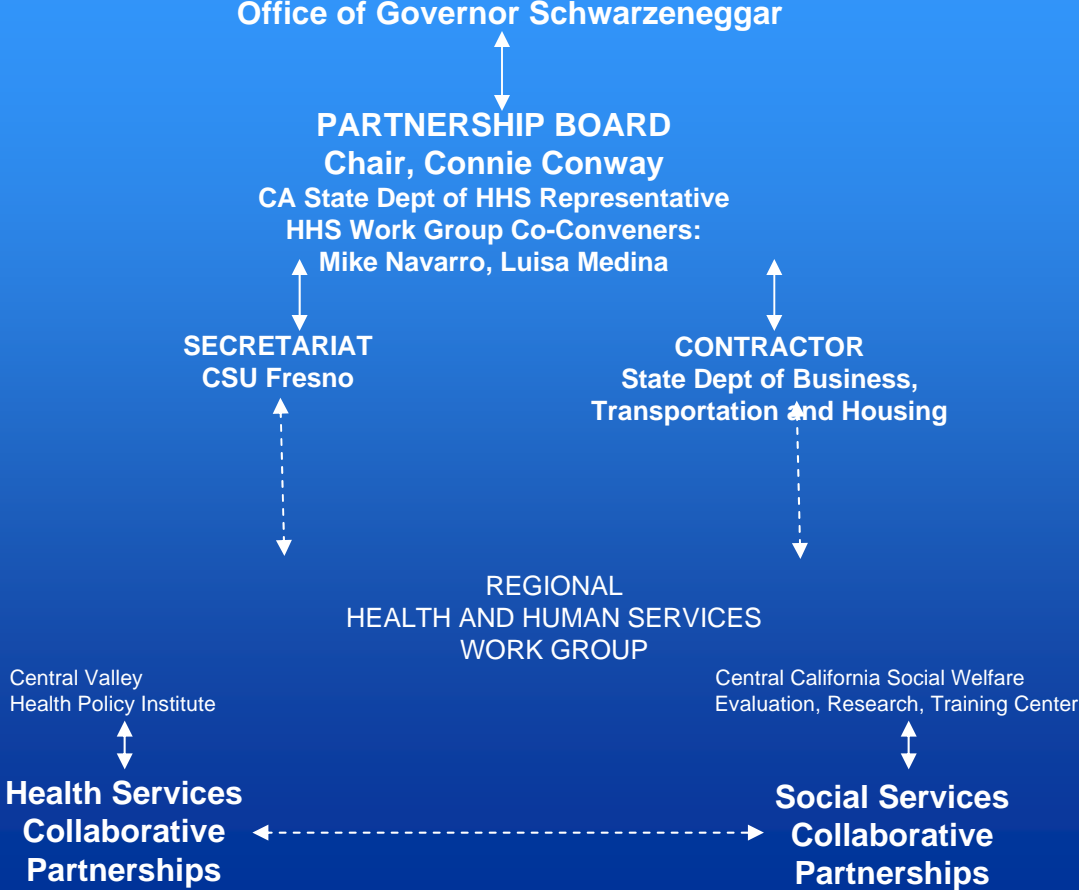 Office of Governor Schwarzeneggar
PARTNERSHIP BOARD
Chair, Connie Conway
CA State Dept of HHS Representative
HHS Work Group Co-Conveners:
Mike Navarro, Luisa Medina
SECRETARIAT
CSU Fresno
CONTRACTOR
State Dept of Business,
Transportation and Housing
REGIONAL
HEALTH AND HUMAN SERVICES
WORK GROUP
Central Valley
Health Policy Institute
Central California Social Welfare
Evaluation, Research, Training Center
Health Services
Collaborative
Partnerships
Social Services
Collaborative
Partnerships